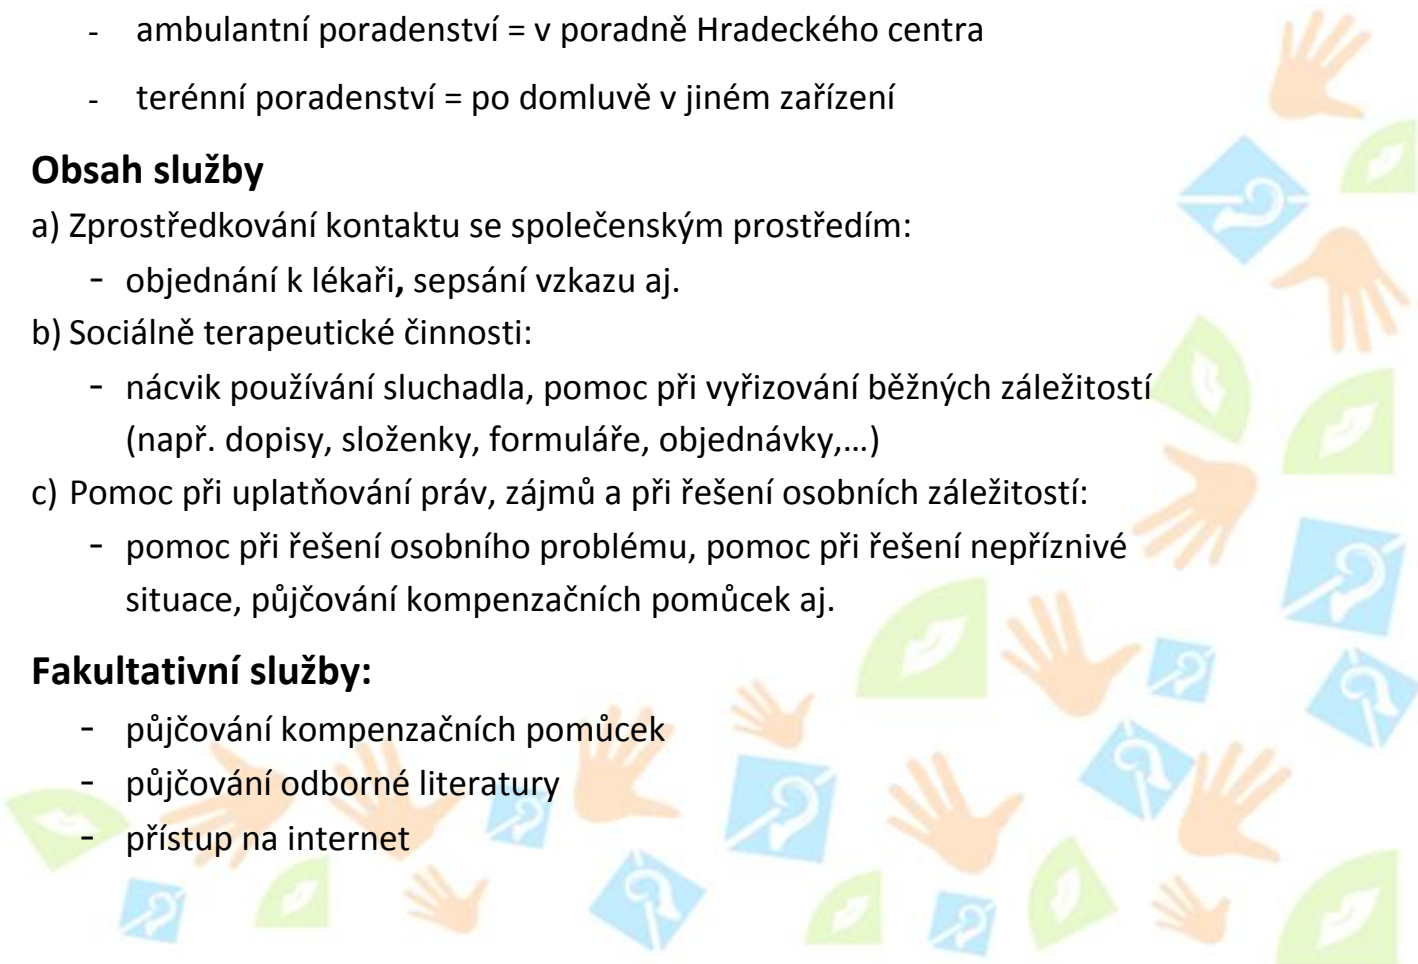 - ambulantní poradenství = v poradně Hradeckého centra
- terénní poradenství = po domluvě v jiném zařízení
Obsah služby
a) Zprostředkování kontaktu se společenským prostředím:
- objednání k lékaři, sepsání vzkazu aj.
b) Sociálně terapeutické činnosti:
- nácvik používání sluchadla, pomoc při vyřizování běžných záležitostí
(např. dopisy, složenky, formuláře, objednávky,…)
c) Pomoc při uplatňování práv, zájmů a při řešení osobních záležitostí:
- pomoc při řešení osobního problému, pomoc při řešení nepříznivé
situace, půjčování kompenzačních pomůcek aj.
Fakultativní služby:
- půjčování kompenzačních pomůcek
- půjčování odborné literatury
- přístup na internet